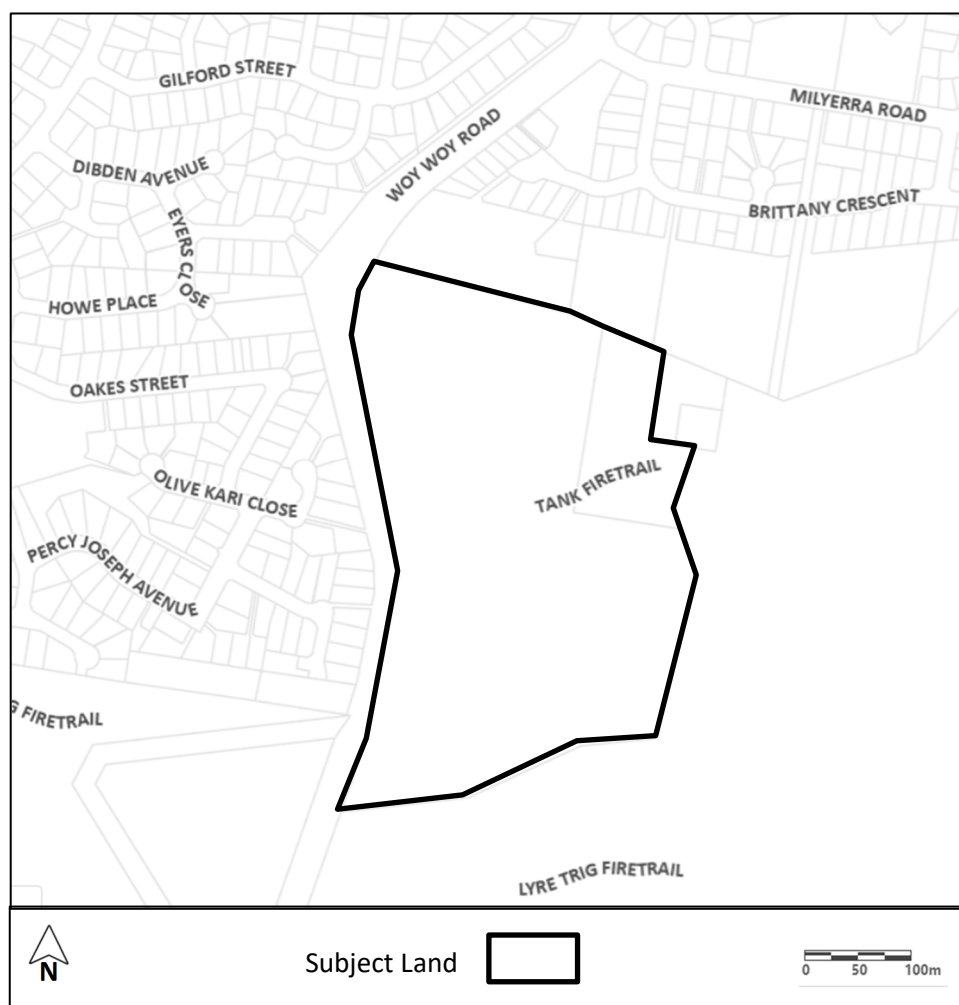 GILFORD STREET
MILYERRA ROAD
WOY WOY ROAD
DIBDEN AVENUE
BRITTANY CRESCENT
EYERS CLOSE
HOWE PLACE
OAKES STREET
TANK FIRETRAIL
OLIVE KARI CLOSE
PERCY JOSEPH AVENUE
G FIRETRAIL
LYRE TRIG FIRETRAIL
N
Subject Land
0 50 100m